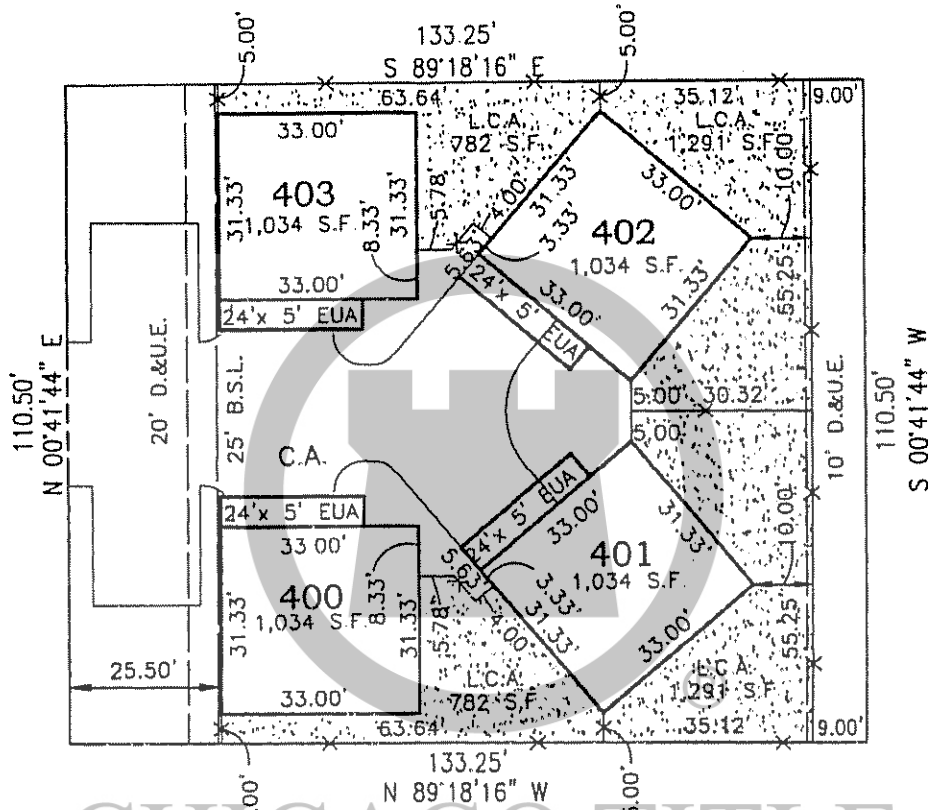 133.25'
S 89°18'16" E
5.00'
5.00'
63.64'
35.12'
9.00'
L.C.A.
782 S.F.
L.C.A.
1,291 S.F.
10.00
33.00'
403
1,034 S.F.
31.33'
8.33'
31.33'
33.00'
24'x 5' EUA
5.78'
4.00'
5.63'
3.33'
31.33'
33.00'
402
1,034 S.F.
33.00'
31.33'
24'x 5' EUA
55.25'
110.50'
N 00°41'44" E
20' D.&U.E.
25' B.S.L.
C.A.
5.00'
30.32
5.00'
10' D.&U.E.
110.50'
S 00°41'44" W
24'x 5' EUA
33.00'
400
1,034 S.F.
31.33'
8.33'
31.33'
33.00'
24'x 5' EUA
33.00'
401
1,034 S.F.
31.33'
33.00'
5.63'
3.33'
5.78'
4.00'
31.33'
10.00'
55.25
25.50'
L.C.A.
782 S.F.
L.C.A.
1,291 S.F.
63.64'
35.12'
9.00'
133.25'
N 89°18'16" W
®
CHICAGO TITLE